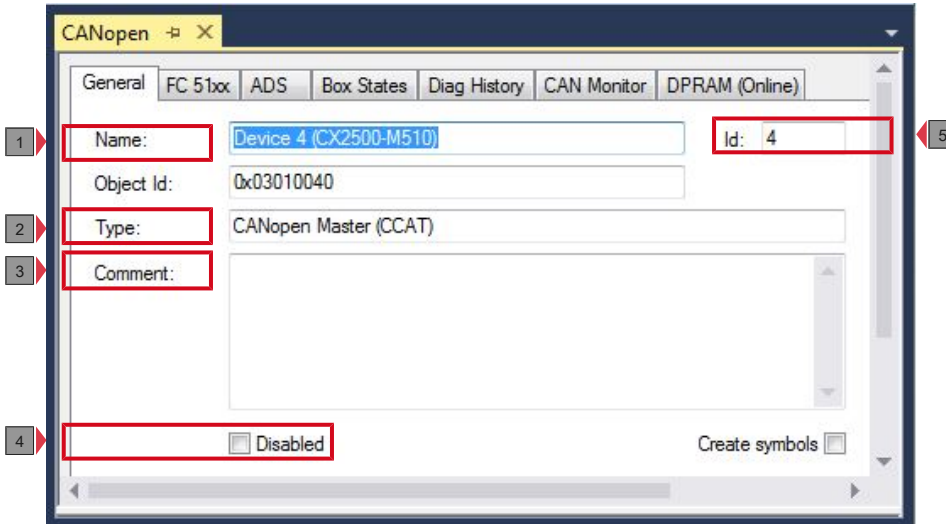 CANopen
General FC 51xx ADS Box States Diag History CAN Monitor DPRAM (Online)
1 Name: Device 4 (CX2500-M510) Id: 4 5
Object Id: 0x03010040
2 Type: CANopen Master (CCAT)
3 Comment:
4 Disabled Create symbols